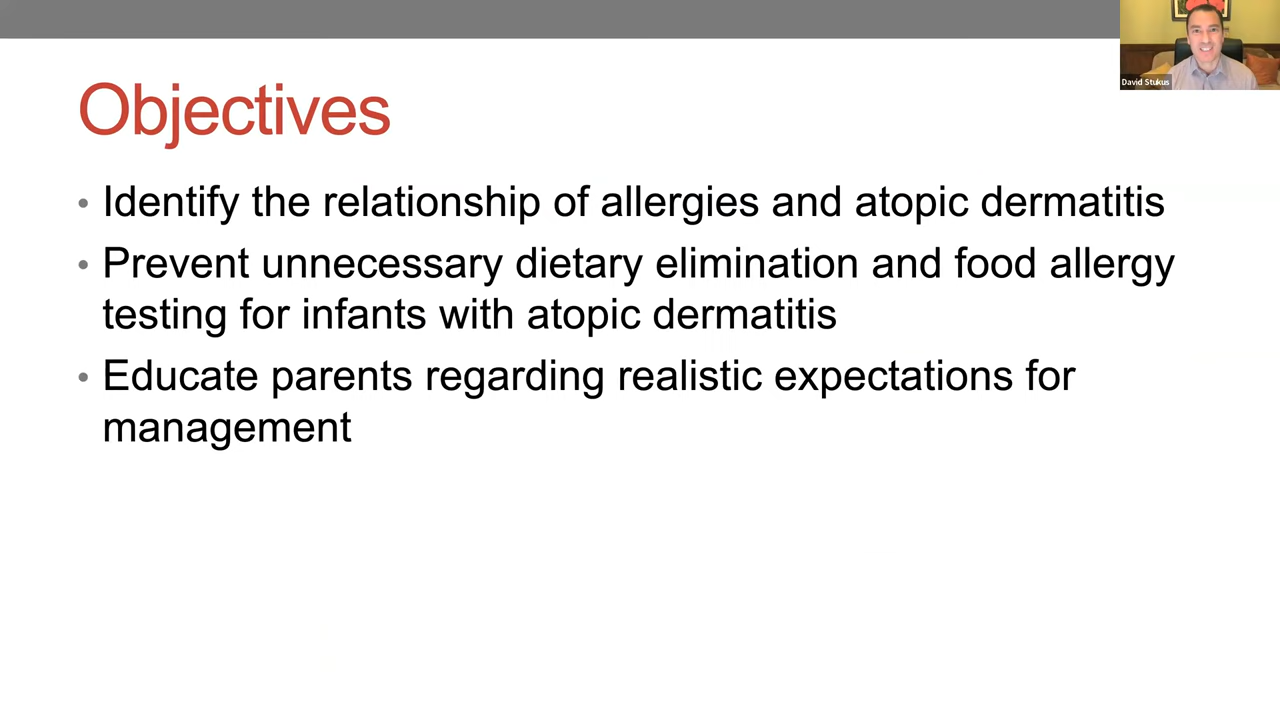 David Stukus
Objectives
• Identify the relationship of allergies and atopic dermatitis
• Prevent unnecessary dietary elimination and food allergy
testing for infants with atopic dermatitis
• Educate parents regarding realistic expectations for
management